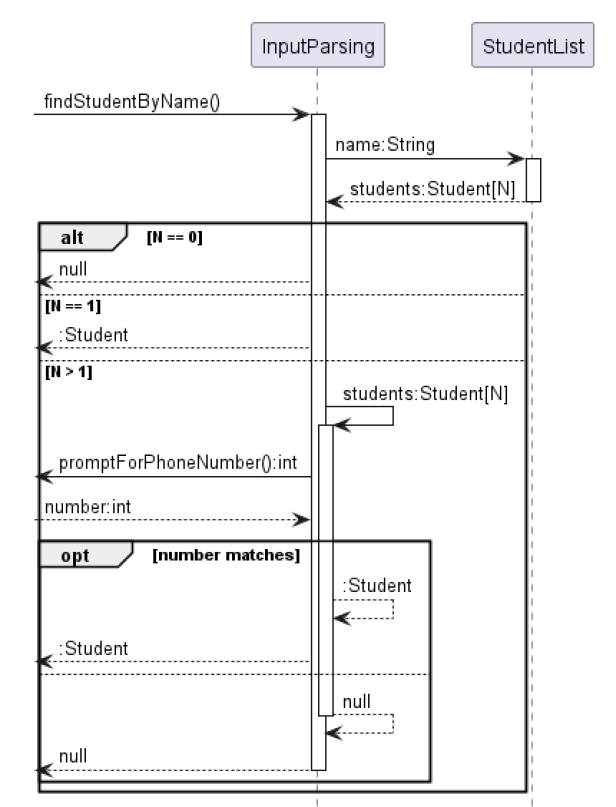 InputParsing
StudentList
findStudentByName()
name:String
students:Student[N]
alt
[N == 0]
null
[N == 1]
:Student
[N > 1]
students:Student[N]
promptForPhoneNumber():int
number:int
opt
[number matches]
:Student
:Student
null
null